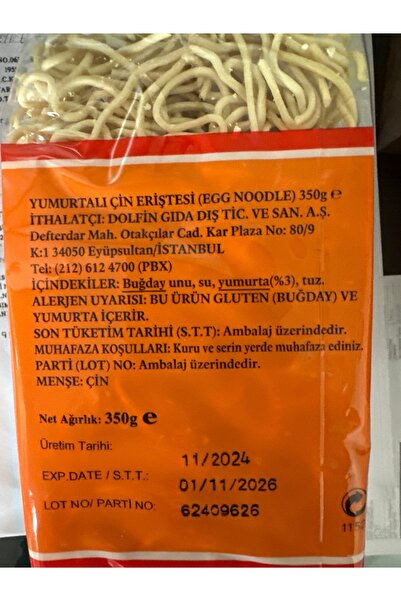 YUMURTALI ÇİN ERİŞTESİ (EGG NOODLE) 350g ℮
İTHALATÇI: DOLFİN GIDA DIŞ TİC. VE SAN. A.Ş.
Defterdar Mah. Otakçılar Cad. Kar Plaza No: 80/9
K:1 34050 Eyüpsultan/İSTANBUL
Tel: (212) 612 4700 (PBX)
İÇİNDEKİLER: Buğday unu, su, yumurta(%3), tuz.
ALERJEN UYARISI: BU ÜRÜN GLUTEN (BUĞDAY) VE
YUMURTA İÇERİR.
SON TÜKETİM TARİHİ (S.T.T): Ambalaj üzerindedir.
MUHAFAZA KOŞULLARI: Kuru ve serin yerde muhafaza ediniz.
PARTİ (LOT) NO: Ambalaj üzerindedir.
MENŞE: ÇİN
Net Ağırlık: 350g ℮
Üretim Tarihi:
11/2024
EXP.DATE / S.T.T.:
01/11/2026
LOT NO/ PARTİ NO:
62409626